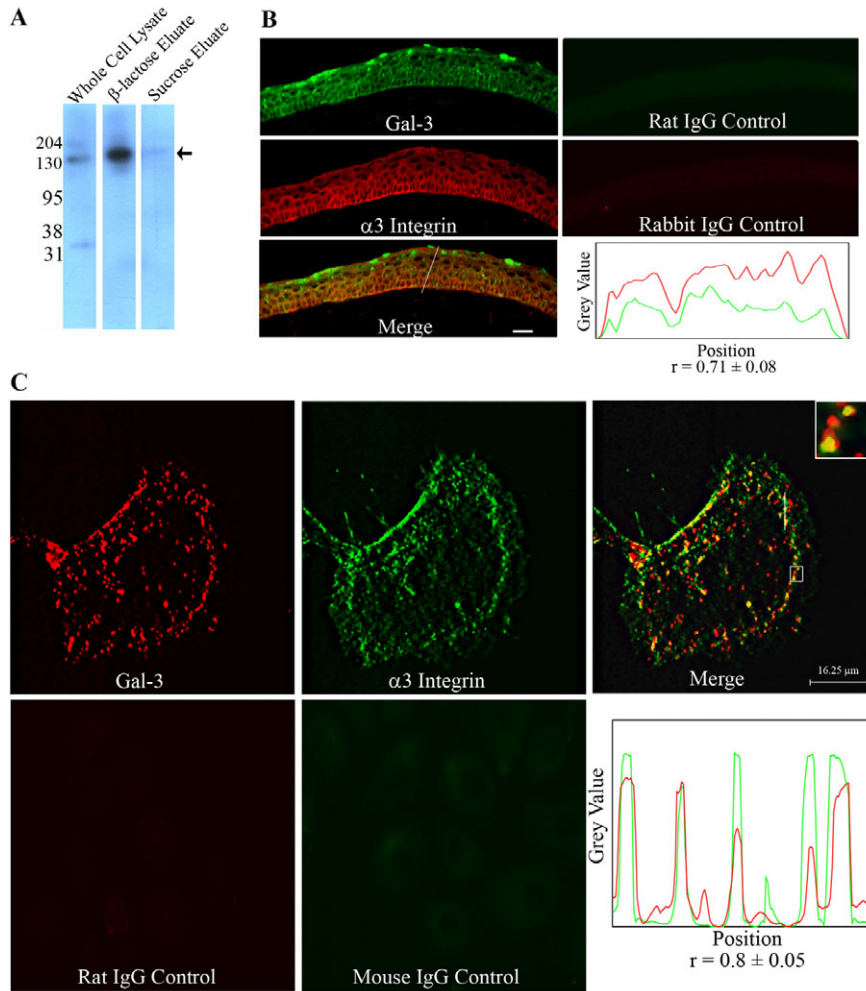 A
Whole Cell Lysate
β-lactose Eluate
Sucrose Eluate
204
130
95
38
31
B
Gal-3
Rat IgG Control
α3 Integrin
Rabbit IgG Control
Merge
Grey Value
Position
r = 0.71 ± 0.08
C
Gal-3
α3 Integrin
Merge
16.25 μm
Rat IgG Control
Mouse IgG Control
Grey Value
Position
r = 0.8 ± 0.05